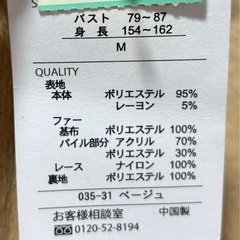 S
バスト 79~87
身長 154~162
M
QUALITY
表地
本体 ポリエステル 95%
レーヨン 5%
ファー
基布 ポリエステル 100%
パイル部分 アクリル 70%
ポリエステル 30%
レース ナイロン 100%
裏地 ポリエステル 100%
035-31 ベージュ
お客様相談室 中国製
0120-52-8194